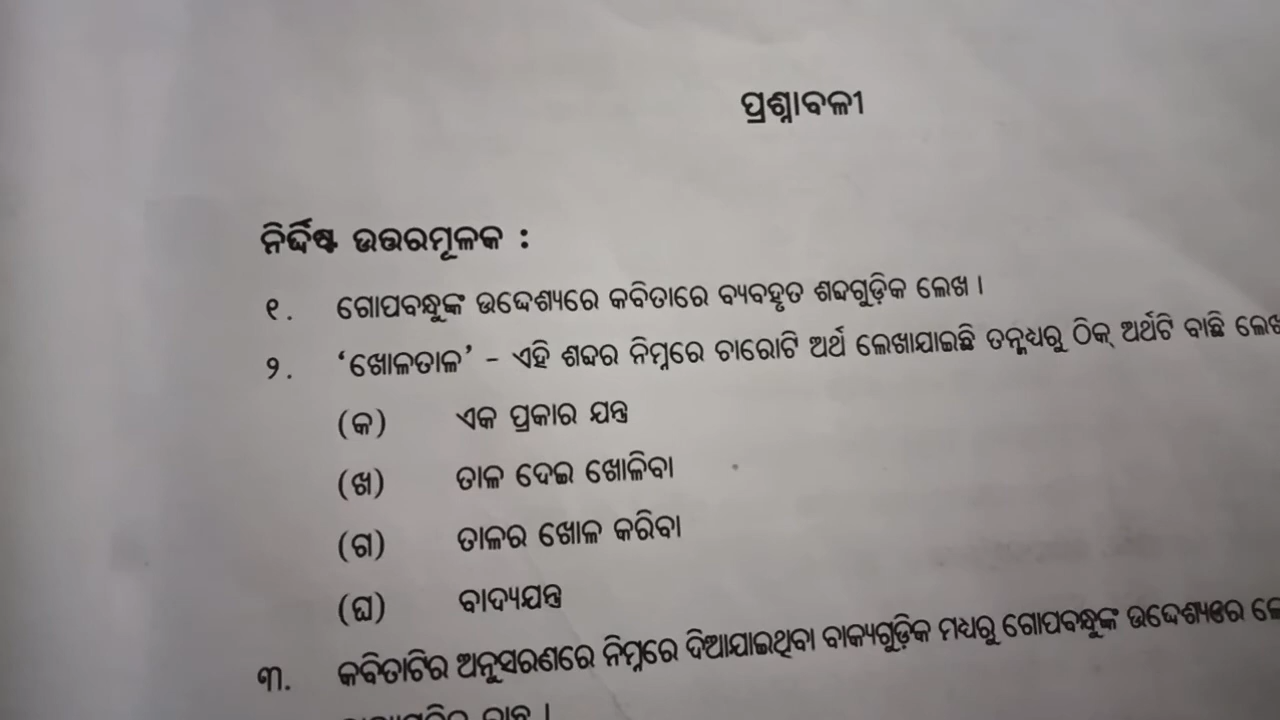 ପ୍ରଶ୍ନାବଳୀ
ନିର୍ଦ୍ଦିଷ୍ଟ ଉତ୍ତରମୂଳକ :
୧. ଗୋପବନ୍ଧୁଙ୍କ ଉଦ୍ଦେଶ୍ୟରେ କବିତାରେ ବ୍ୟବହୃତ ଶବ୍ଦଗୁଡ଼ିକ ଲେଖ ।
୨. ‘ଖୋଳତାଳ’ – ଏହି ଶବ୍ଦର ନିମ୍ନରେ ଚାରୋଟି ଅର୍ଥ ଲେଖାଯାଇଛି ତନ୍ମଧ୍ୟରୁ ଠିକ୍ ଅର୍ଥଟି ବାଛି ଲେଖ
(କ) ଏକ ପ୍ରକାର ଯନ୍ତ୍ର
(ଖ) ତାଳ ଦେଇ ଖୋଳିବା
(ଗ) ତାଳର ଖୋଳ କରିବା
(ଘ) ବାଦ୍ୟଯନ୍ତ୍ର
୩. କବିତାଟିର ଅନୁସରଣରେ ନିମ୍ନରେ ଦିଆଯାଇଥିବା ବାକ୍ୟଗୁଡ଼ିକ ମଧ୍ୟରୁ ଗୋପବନ୍ଧୁଙ୍କ